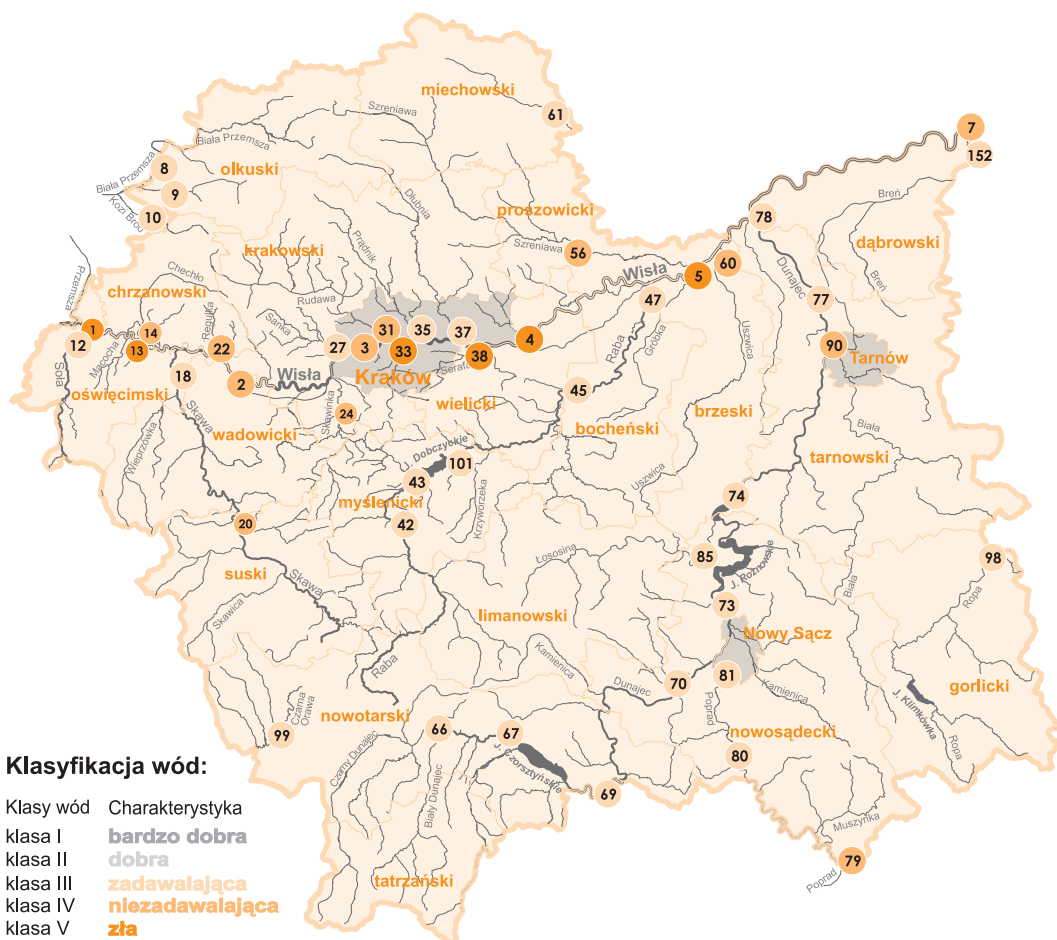 miechowski
61
Szreniawa
7
Biała Przemsza
152
8
olkuski
Biała Przemsza
9
Breń
Kozi Brou
Dłubnia
10
proszowicki
78
Prądnik
dąbrowski
krakowski
Szreniawa
56
60
Wisła
5
Dunajec
Przemsza
Chechło
Breń
chrzanowski
Rudawa
47
77
Sanka
Regulka
Raba
Gróbka
1
14
31
35
37
4
Uszwica
12
Macocha
13
22
27
3
33
38
90
Tarnów
18
Wisła
Kraków
Serafa
Soła
oświęcimski
2
45
Skawa
24
wielicki
brzeski
Skawinka
wadowicki
bocheński
Biała
Wieprzówka
J. Dobczyckie
101
tarnowski
43
Uszwica
myślenicki
74
20
42
Krzyworzeka
Łososina
85
98
suski
Skawa
J. Rożnowskie
Biała
Ropa
73
Skawica
limanowski
Nowy Sącz
Raba
Kamienica
81
70
Dunajec
Kamienica
gorlicki
Poprad
J. Klimkówka
Czarna
Orawa
nowotarski
66
67
99
nowosądecki
80
Ropa
Klasyfikacja wód:
Czarny Dunajec
J. Czorsztyńskie
69
Biały Dunajec
Klasy wód Charakterystyka
klasa I bardzo dobra
Muszynka
klasa II dobra
79
klasa III zadawalająca
tatrzański
Poprad
klasa IV niezadawalająca
klasa V zła